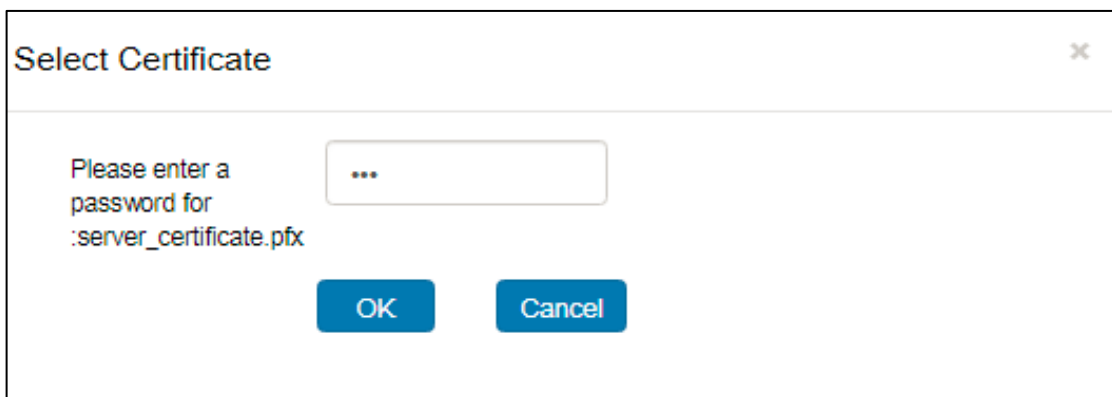 Select Certificate ×
Please enter a
password for
:server_certificate.pfx
•••
OK Cancel